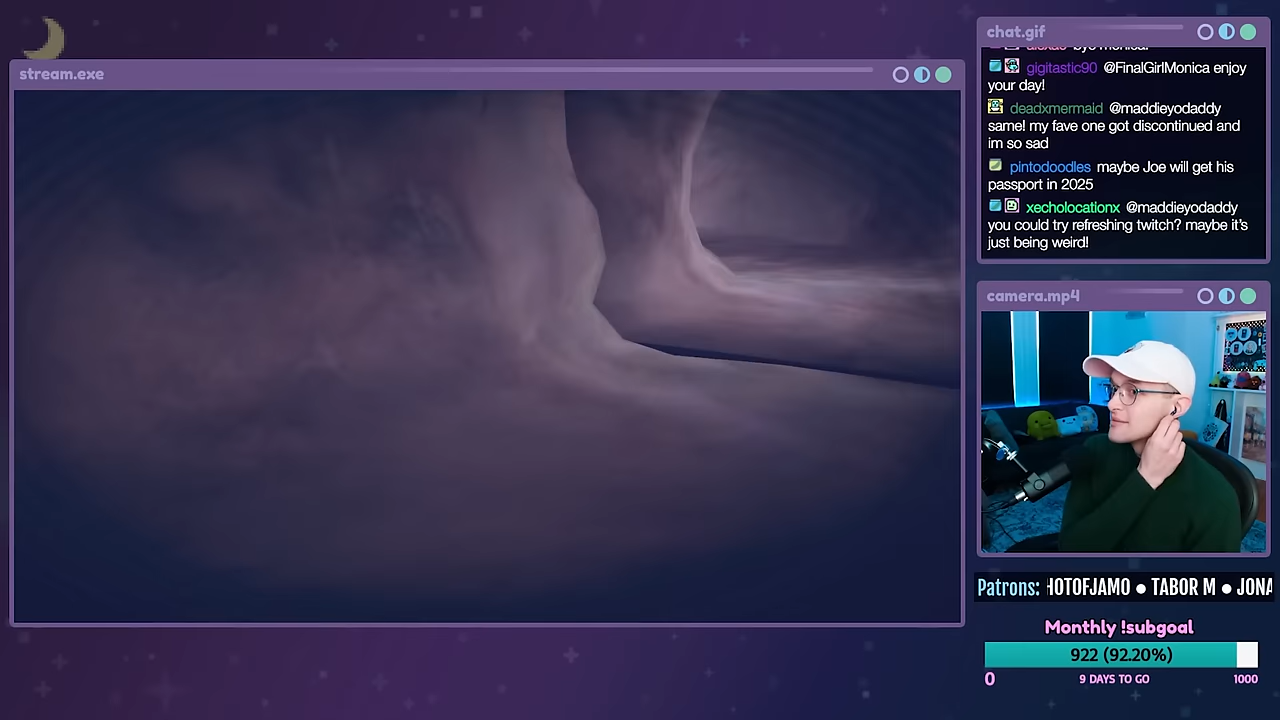 stream.exe
chat.gif
bye monica!
gigitastic90 @FinalGirlMonica enjoy
your day!
deadxmermaid @maddieyodaddy
same! my fave one got discontinued and
im so sad
pintodoodles maybe Joe will get his
passport in 2025
xecholocationx @maddieyodaddy
you could try refreshing twitch? maybe it's
just being weird!
camera.mp4
Patrons: HOTOFJAMO ● TABOR M ● JONA
Monthly !subgoal
922 (92.20%)
0 9 DAYS TO GO 1000